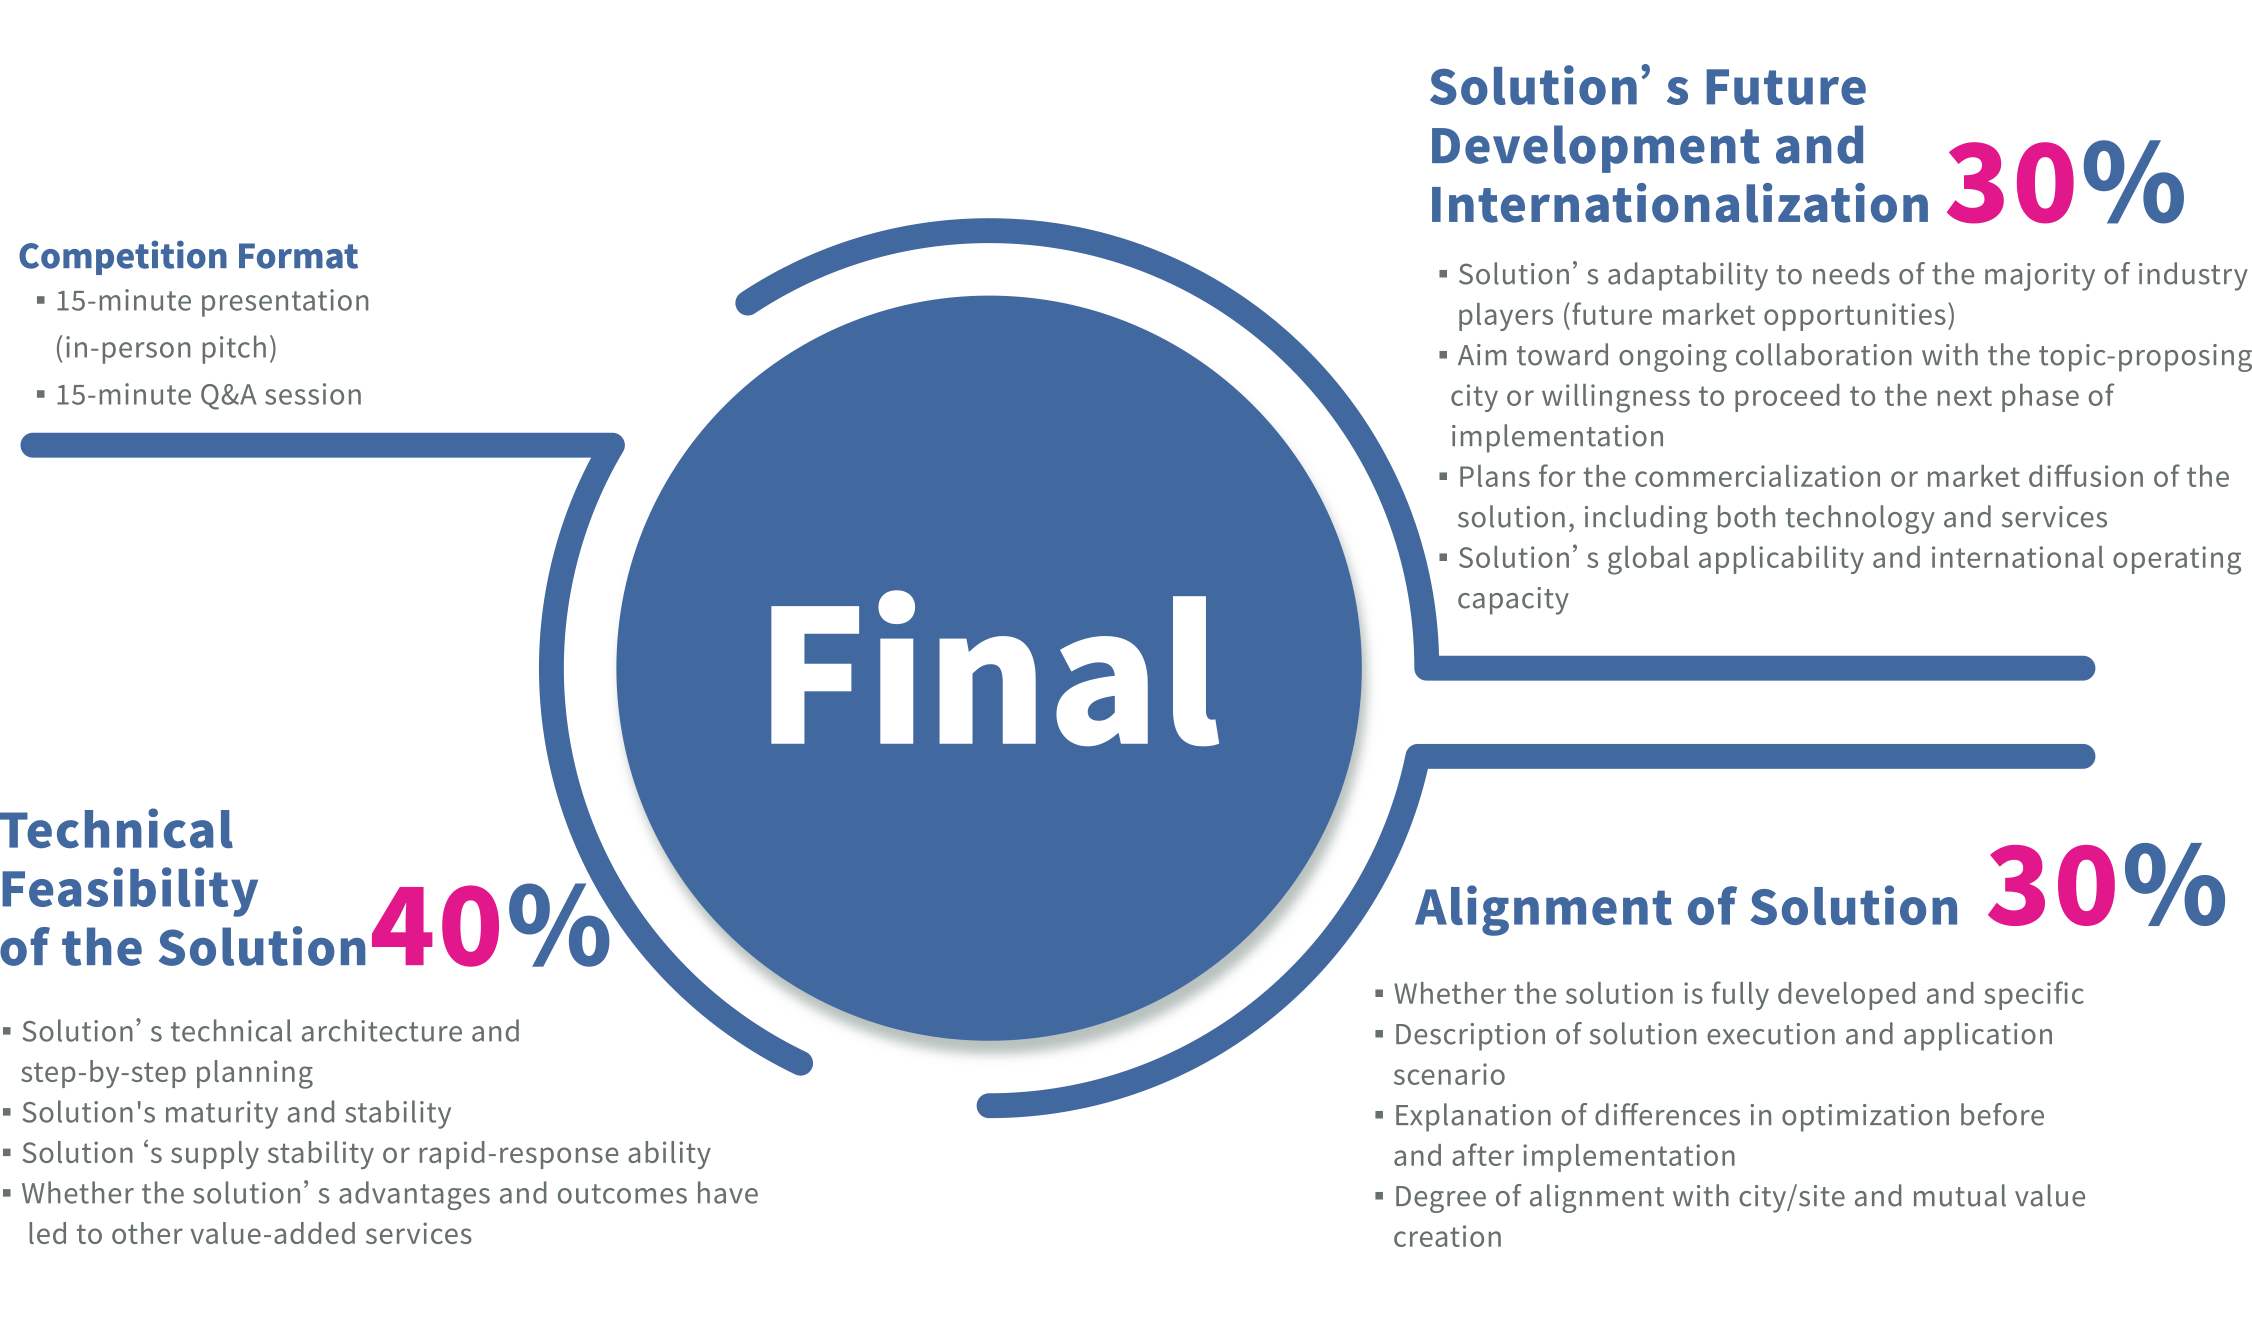 Competition Format
▪ 15-minute presentation
(in-person pitch)
▪ 15-minute Q&A session
Final
Solution’ s Future
Development and
Internationalization 30%
▪ Solution’ s adaptability to needs of the majority of industry
players (future market opportunities)
▪ Aim toward ongoing collaboration with the topic-proposing
city or willingness to proceed to the next phase of
implementation
▪ Plans for the commercialization or market diffusion of the
solution, including both technology and services
▪ Solution’ s global applicability and international operating
capacity
Technical
Feasibility
of the Solution 40%
▪ Solution’ s technical architecture and
step-by-step planning
▪ Solution's maturity and stability
▪ Solution ‘s supply stability or rapid-response ability
▪ Whether the solution’ s advantages and outcomes have
led to other value-added services
Alignment of Solution 30%
▪ Whether the solution is fully developed and specific
▪ Description of solution execution and application
scenario
▪ Explanation of differences in optimization before
and after implementation
▪ Degree of alignment with city/site and mutual value
creation